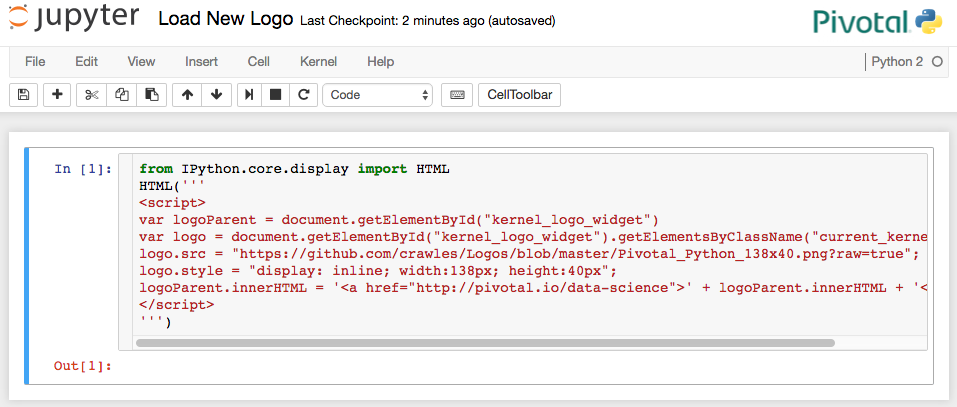 jupyter Load New Logo Last Checkpoint: 2 minutes ago (autosaved) Pivotal
File Edit View Insert Cell Kernel Help Python 2
Code CellToolbar
In [1]: from IPython.core.display import HTML
HTML('''
<script>
var logoParent = document.getElementById("kernel_logo_widget")
var logo = document.getElementById("kernel_logo_widget").getElementsByClassName("current_kerne
logo.src = "https://github.com/crawles/Logos/blob/master/Pivotal_Python_138x40.png?raw=true";
logo.style = "display: inline; width:138px; height:40px";
logoParent.innerHTML = '<a href="http://pivotal.io/data-science">' + logoParent.innerHTML + '<
</script>
''')
Out[1]: